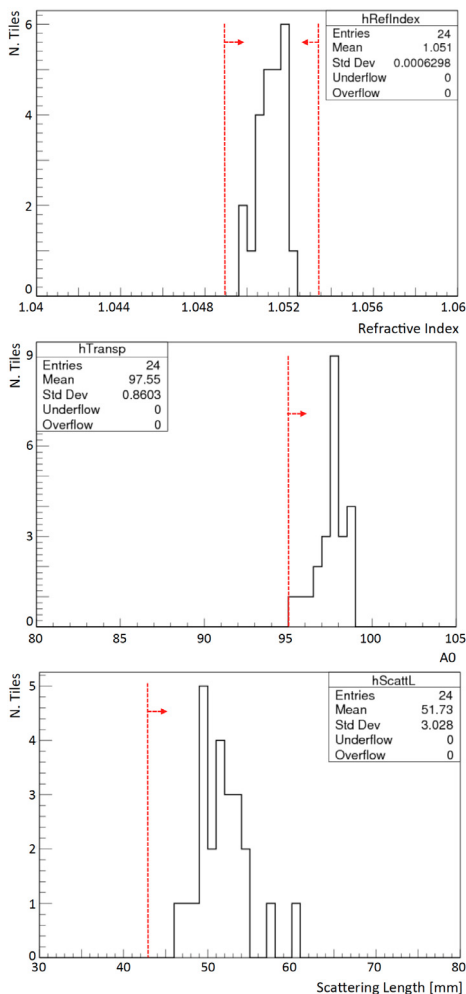 N. Tiles
6
4
2
0
hRefIndex
Entries 24
Mean 1.051
Std Dev 0.0006298
Underflow 0
Overflow 0
1.04 1.044 1.048 1.052 1.056 1.06
Refractive Index
N. Tiles
9
6
3
0
hTransp
Entries 24
Mean 97.55
Std Dev 0.8603
Underflow 0
Overflow 0
80 85 90 95 100 105
A0
N. Tiles
5
4
3
2
1
0
hScattL
Entries 24
Mean 51.73
Std Dev 3.028
Underflow 0
Overflow 0
30 40 50 60 70 80
Scattering Length [mm]